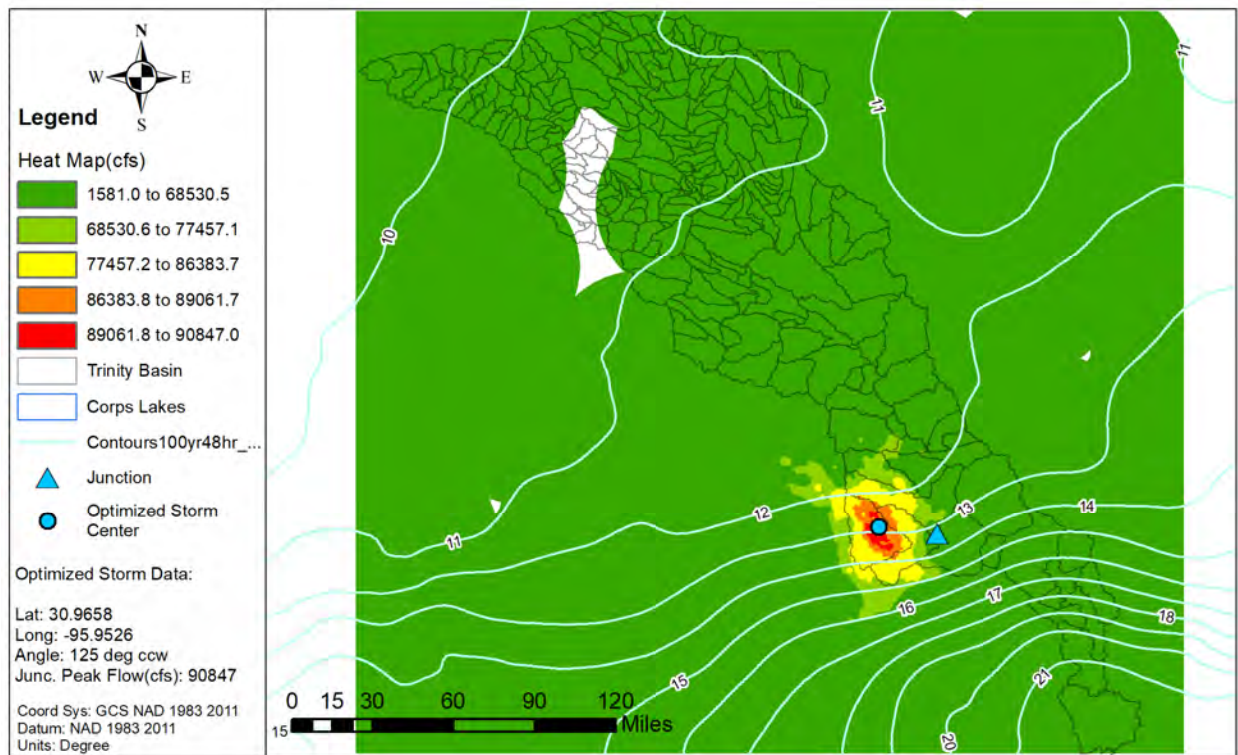 N
W E
S
Legend
Heat Map(cfs)
1581.0 to 68530.5
68530.6 to 77457.1
77457.2 to 86383.7
86383.8 to 89061.7
89061.8 to 90847.0
Trinity Basin
Corps Lakes
Contours100yr48hr_...
Junction
Optimized Storm
Center
Optimized Storm Data:
Lat: 30.9658
Long: -95.9526
Angle: 125 deg ccw
Junc. Peak Flow(cfs): 90847
Coord Sys: GCS NAD 1983 2011
Datum: NAD 1983 2011
Units: Degree
11
11
10
12
13
14
11
16
17
18
15
21
20
15
0 15 30 60 90 120
Miles